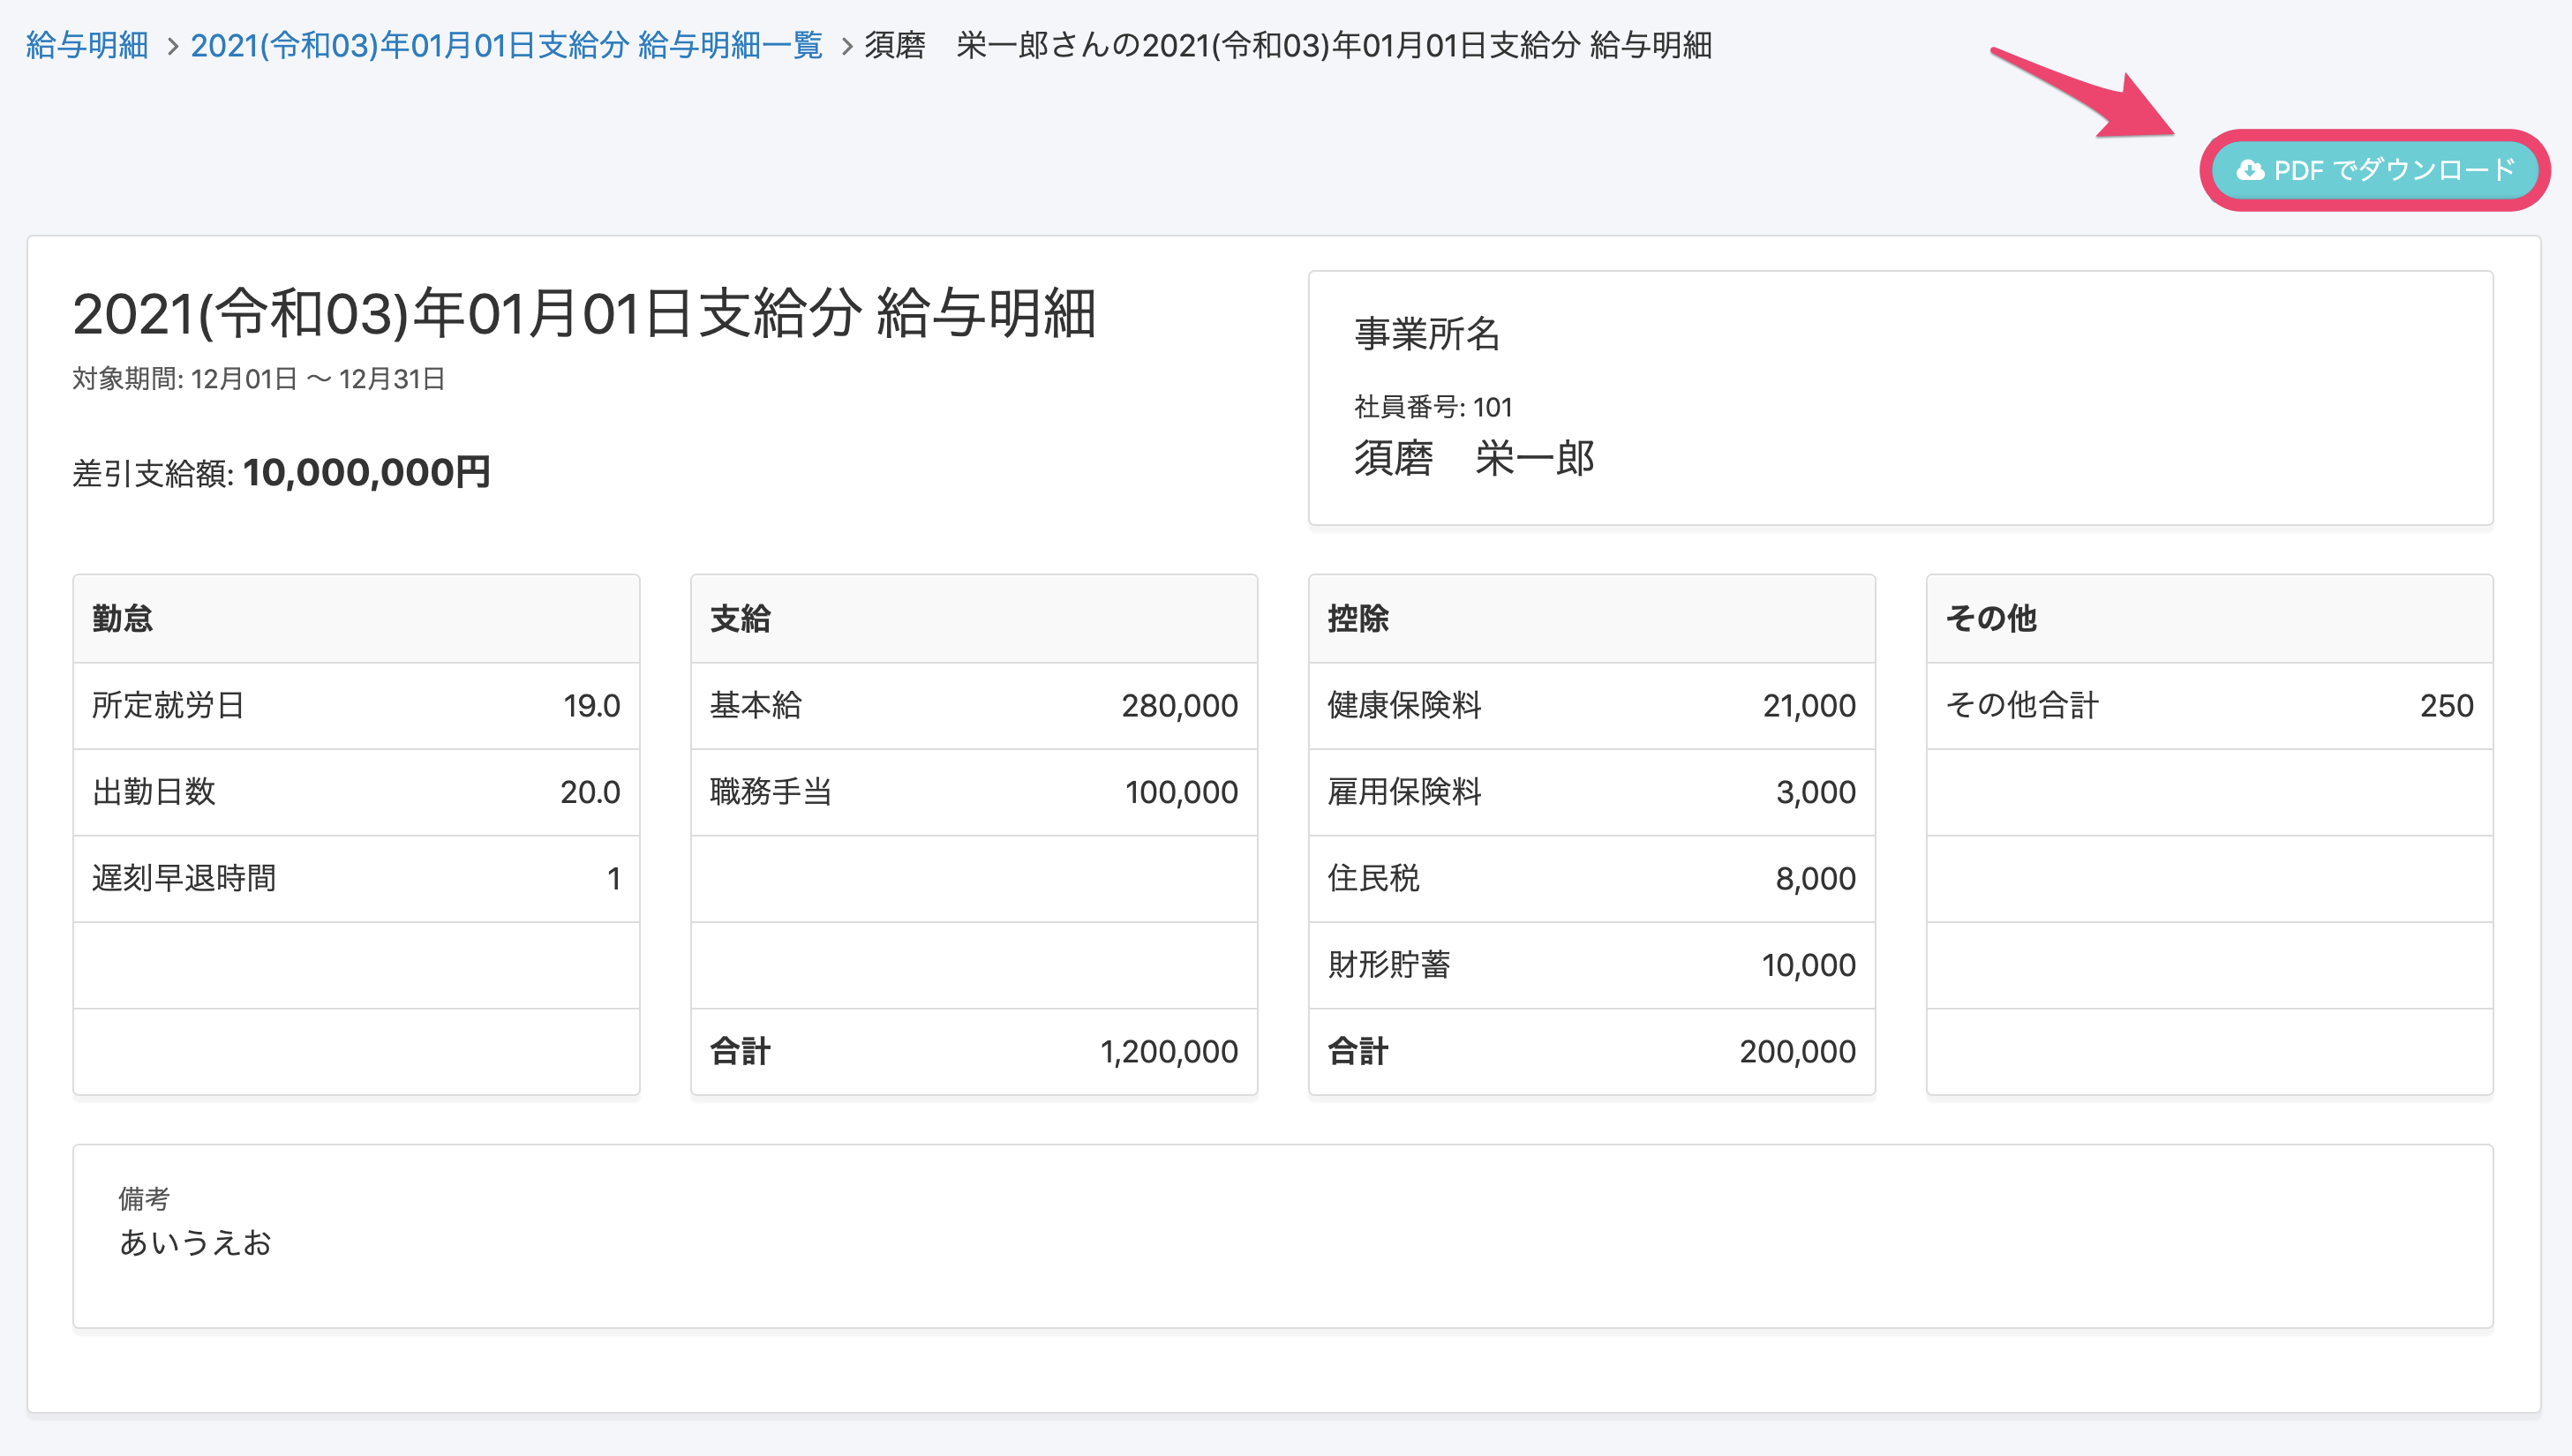 給与明細 > 2021(令和03)年01月01日支給分 給与明細一覧 > 須磨　栄一郎さんの2021(令和03)年01月01日支給分 給与明細
PDF でダウンロード
2021(令和03)年01月01日支給分 給与明細
対象期間: 12月01日 〜 12月31日
差引支給額: 10,000,000円
事業所名
社員番号: 101
須磨　栄一郎
勤怠
所定就労日 19.0
出勤日数 20.0
遅刻早退時間 1
支給
基本給 280,000
職務手当 100,000
合計 1,200,000
控除
健康保険料 21,000
雇用保険料 3,000
住民税 8,000
財形貯蓄 10,000
合計 200,000
その他
その他合計 250
備考
あいうえお